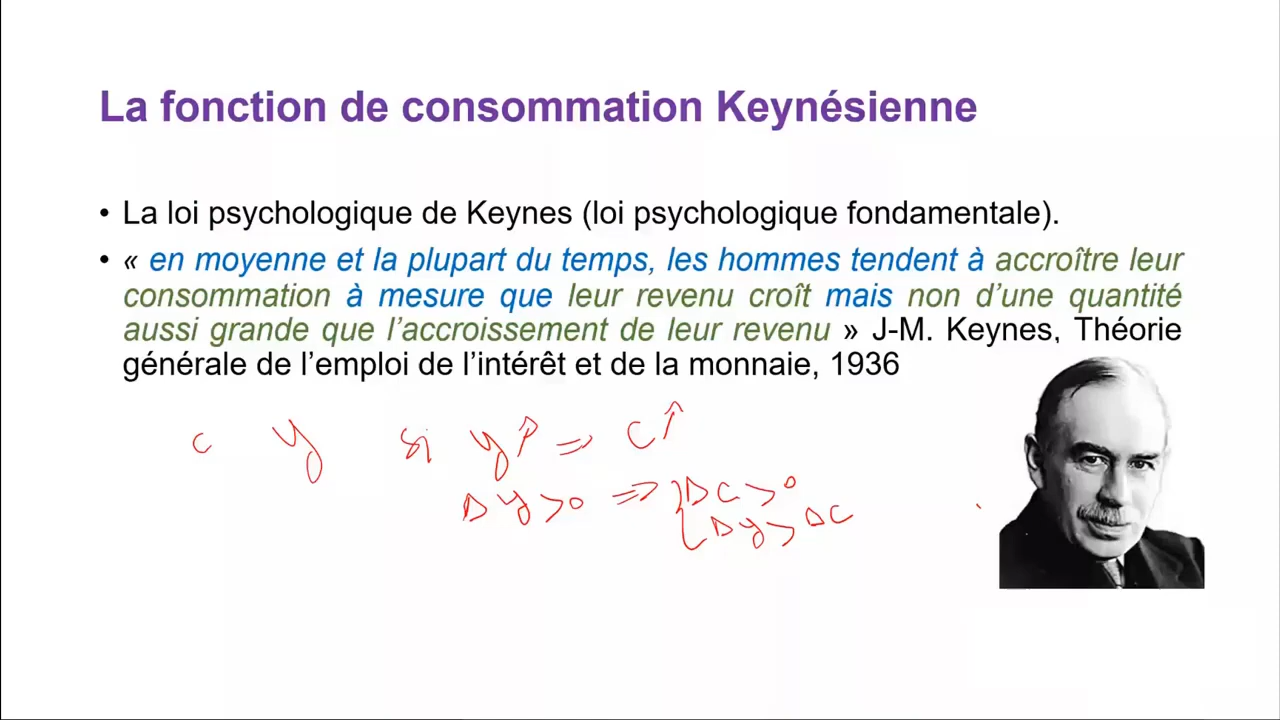 La fonction de consommation Keynésienne
• La loi psychologique de Keynes (loi psychologique fondamentale).
• « en moyenne et la plupart du temps, les hommes tendent à accroître leur
consommation à mesure que leur revenu croît mais non d’une quantité
aussi grande que l’accroissement de leur revenu » J-M. Keynes, Théorie
générale de l’emploi de l’intérêt et de la monnaie, 1936
c y si y↑ => C↑
Δy>0 => { ΔC>0
Δy>ΔC